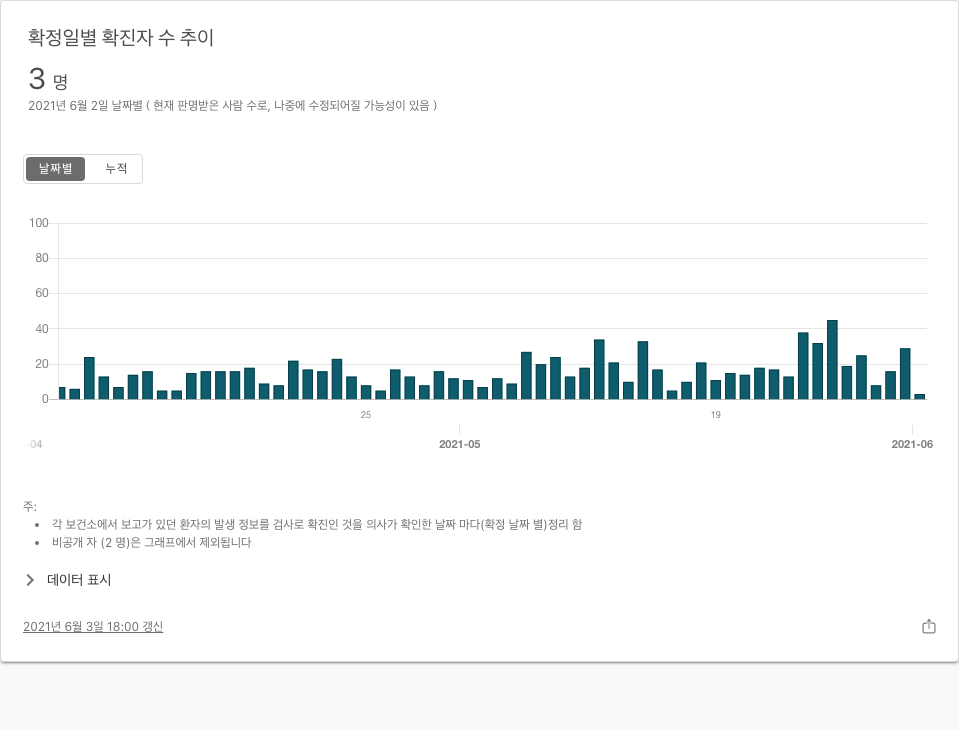 확정일별 확진자 수 추이
3 명
2021년 6월 2일 날짜별 ( 현재 판명받은 사람 수로, 나중에 수정되어질 가능성이 있음 )
날짜별 누적
100
80
60
40
20
0
25 19
-04 2021-05 2021-06
주:
각 보건소에서 보고가 있던 환자의 발생 정보를 검사로 확진인 것을 의사가 확인한 날짜 마다(확정 날짜 별)정리 함
비공개 자 (2 명)은 그래프에서 제외됩니다
데이터 표시
2021년 6월 3일 18:00 갱신